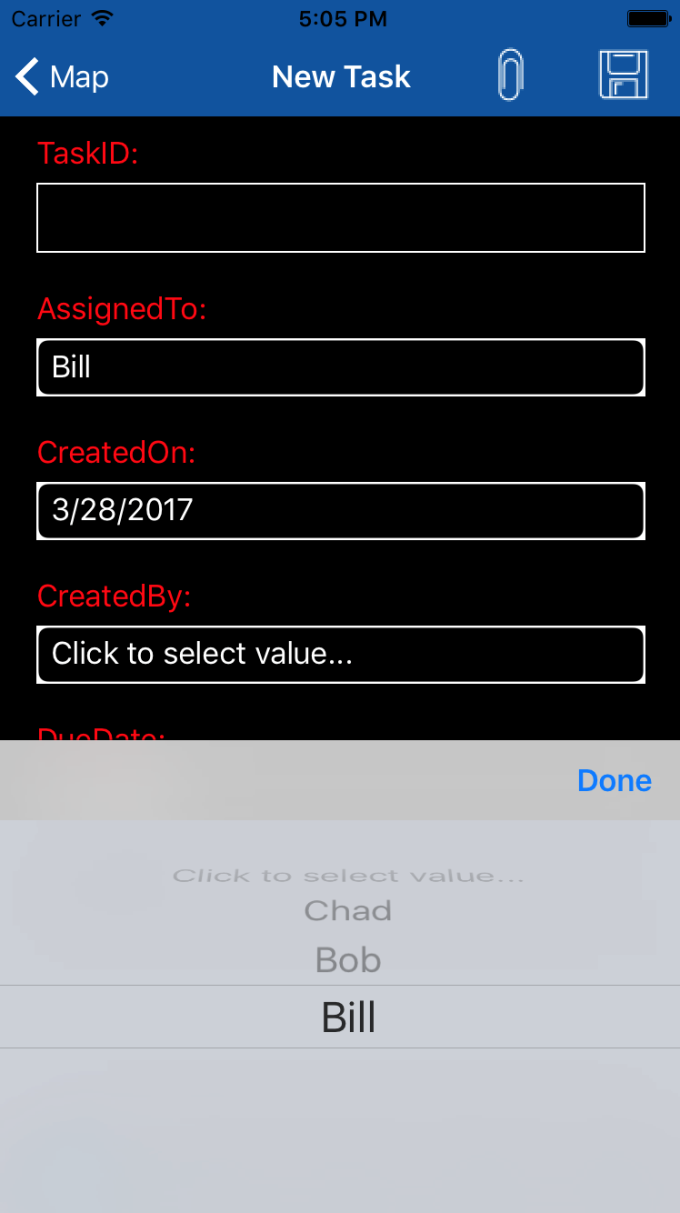 Carrier 5:05 PM
Map New Task
TaskID:
AssignedTo:
Bill
CreatedOn:
3/28/2017
CreatedBy:
Click to select value...
DueDate:
Done
Click to select value...
Chad
Bob
Bill